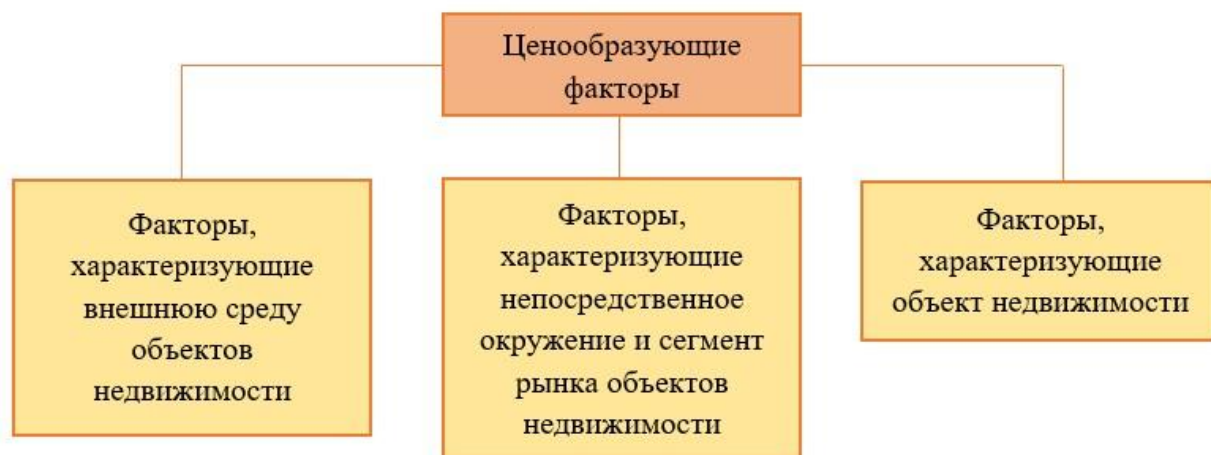 Ценообразующие
факторы
Факторы,
характеризующие
внешнюю среду
объектов
недвижимости
Факторы,
характеризующие
непосредственное
окружение и сегмент
рынка объектов
недвижимости
Факторы,
характеризующие
объект недвижимости